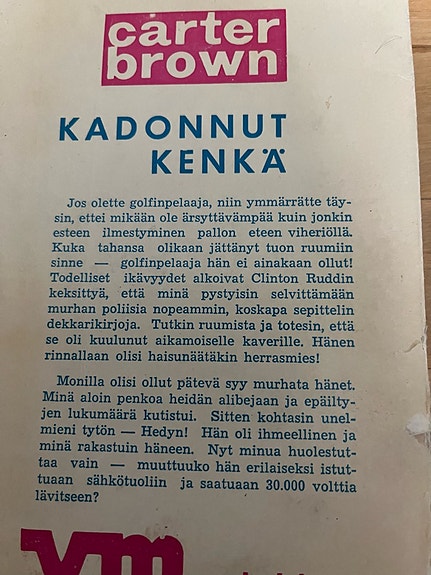 carter
brown
KADONNUT
KENKÄ
Jos olette golfinpelaaja, niin ymmärrätte täy-
sin, ettei mikään ole ärsyttävämpää kuin jonkin
esteen ilmestyminen pallon eteen viheriöllä.
Kuka tahansa olikaan jättänyt tuon ruumiin
sinne — golfinpelaaja hän ei ainakaan ollut!
Todelliset ikävyydet alkoivat Clinton Ruddin
keksittyä, että minä pystyisin selvittämään
murhan poliisia nopeammin, koskapa sepittelin
dekkarikirjoja. Tutkin ruumista ja totesin, että
se oli kuulunut aikamoiselle kaverille. Hänen
rinnallaan olisi haisunäätäkin herrasmies!
Monilla olisi ollut pätevä syy murhata hänet.
Minä aloin penkoa heidän alibejaan ja epäilty-
jen lukumäärä kutistui. Sitten kohtasin unel-
mieni tytön — Hedyn! Hän oli ihmeellinen ja
minä rakastuin häneen. Nyt minua huolestut-
taa vain — muuttuuko hän erilaiseksi istut-
tuaan sähkötuoliin ja saatuaan 30.000 volttia
lävitseen?
vm